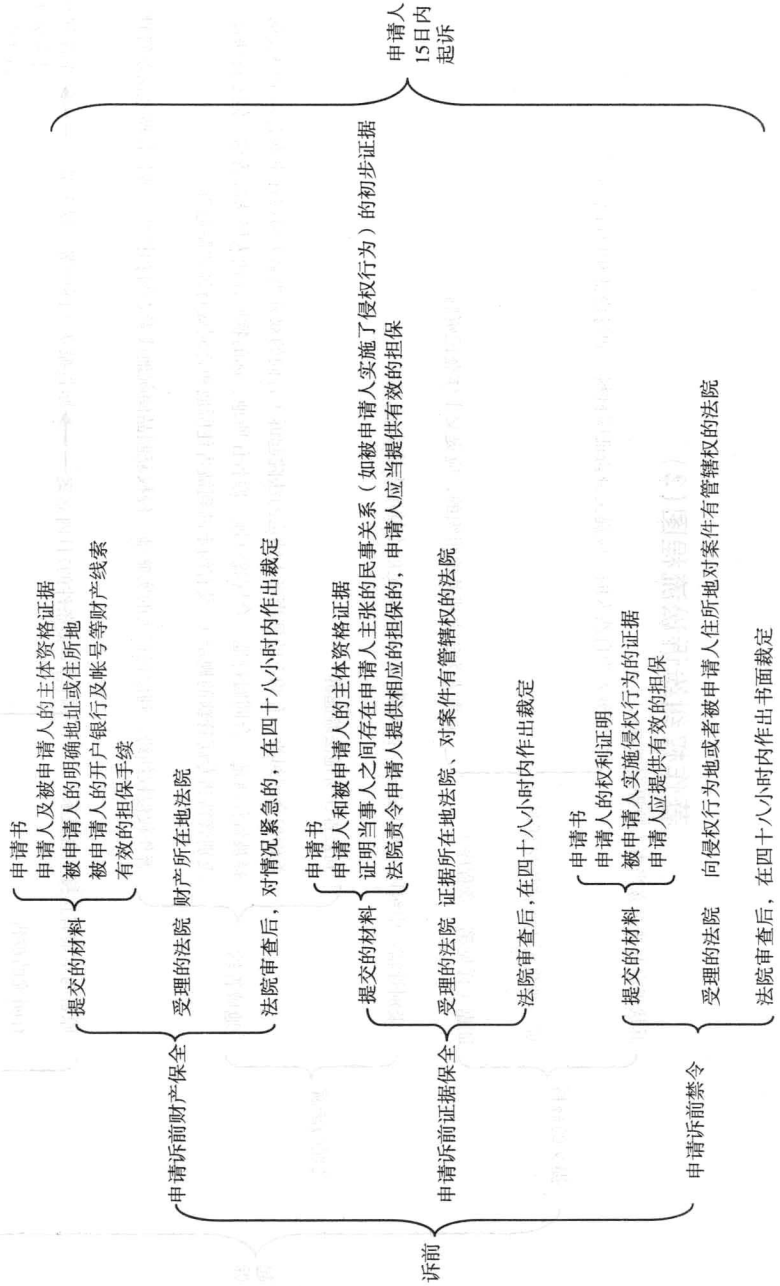 诉前
申请诉前财产保全
提交的材料
申请书
申请人及被申请人的主体资格证据
被申请人的明确地址或住所地
被申请人的开户银行及帐号等财产线索
有效的担保手续
受理的法院 财产所在地法院
法院审查后，对情况紧急的，在四十八小时内作出裁定
申请诉前证据保全
提交的材料
申请书
申请人和被申请人的主体资格证据
证明当事人之间存在申请人主张的民事关系（如被申请人实施了侵权行为）的初步证据
法院责令申请人提供相应的担保的，申请人应当提供有效的担保
受理的法院 证据所在地法院、对案件有管辖权的法院
法院审查后,在四十八小时内作出裁定
申请诉前禁令
提交的材料
申请书
申请人的权利证明
被申请人实施侵权行为的证据
申请人应提供有效的担保
受理的法院 向侵权行为地或者被申请人住所地对案件有管辖权的法院
法院审查后，在四十八小时内作出书面裁定
申请人
15日内
起诉